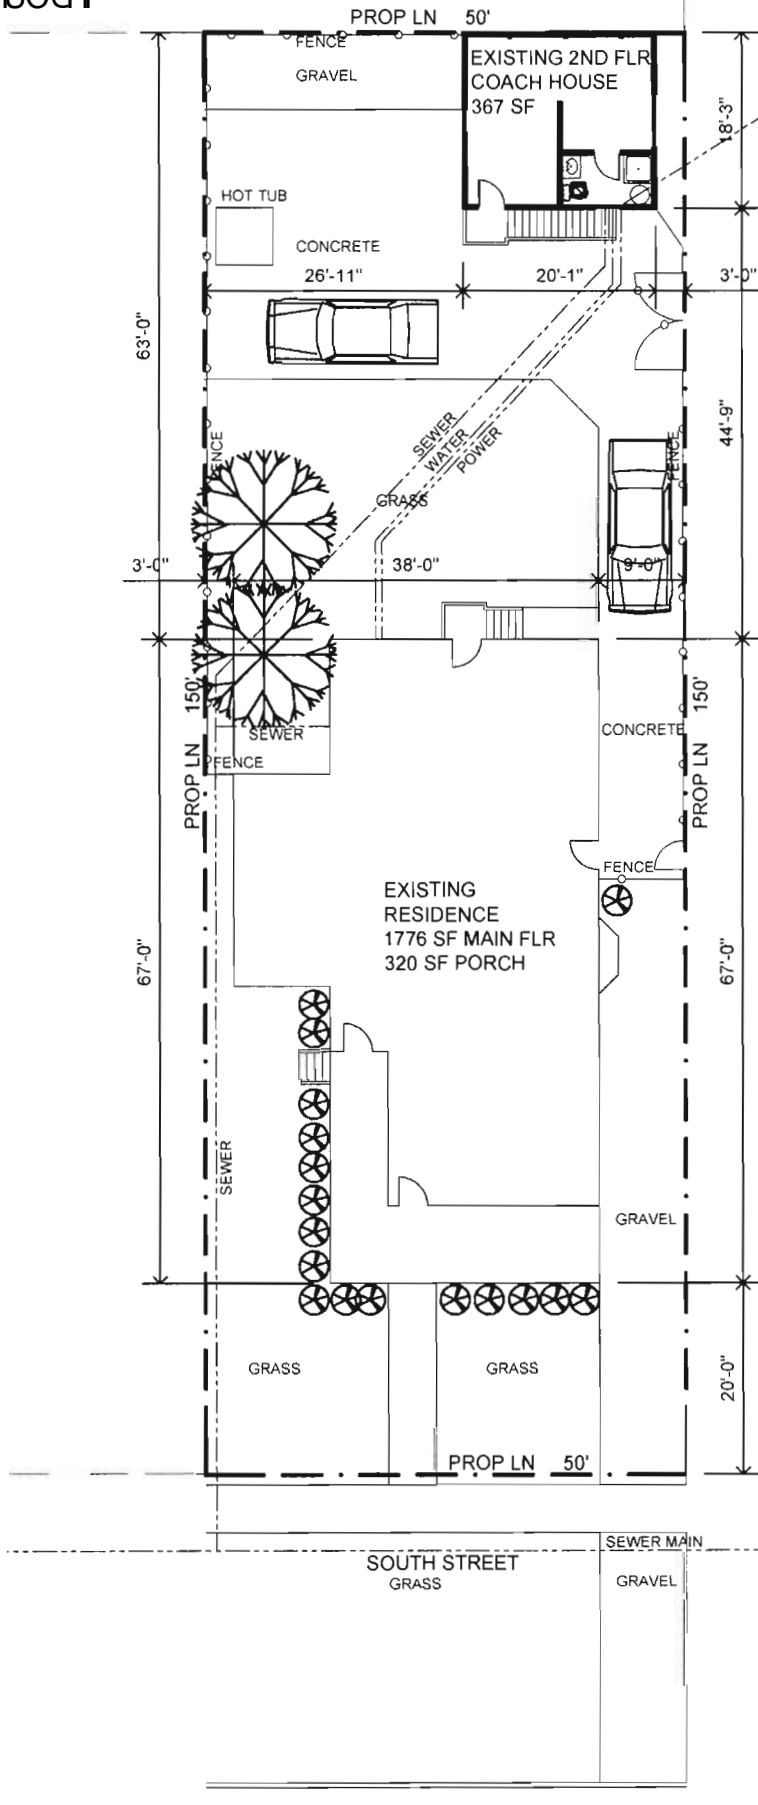 PROP LN 50'
FENCE
GRAVEL
EXISTING 2ND FLR
COACH HOUSE
367 SF
18'-3"
HOT TUB
CONCRETE
26'-11"
20'-1"
3'-0"
63'-0"
44'-9"
SEWER
WATER
POWER
FENCE
FENCE
GRASS
3'-0"
38'-0"
9'-0"
150'
PROP LN
150'
PROP LN
SEWER
FENCE
CONCRETE
FENCE
EXISTING
RESIDENCE
1776 SF MAIN FLR
320 SF PORCH
67'-0"
67'-0"
SEWER
GRAVEL
GRASS
GRASS
20'-0"
PROP LN 50'
SEWER MAIN
SOUTH STREET
GRASS
GRAVEL